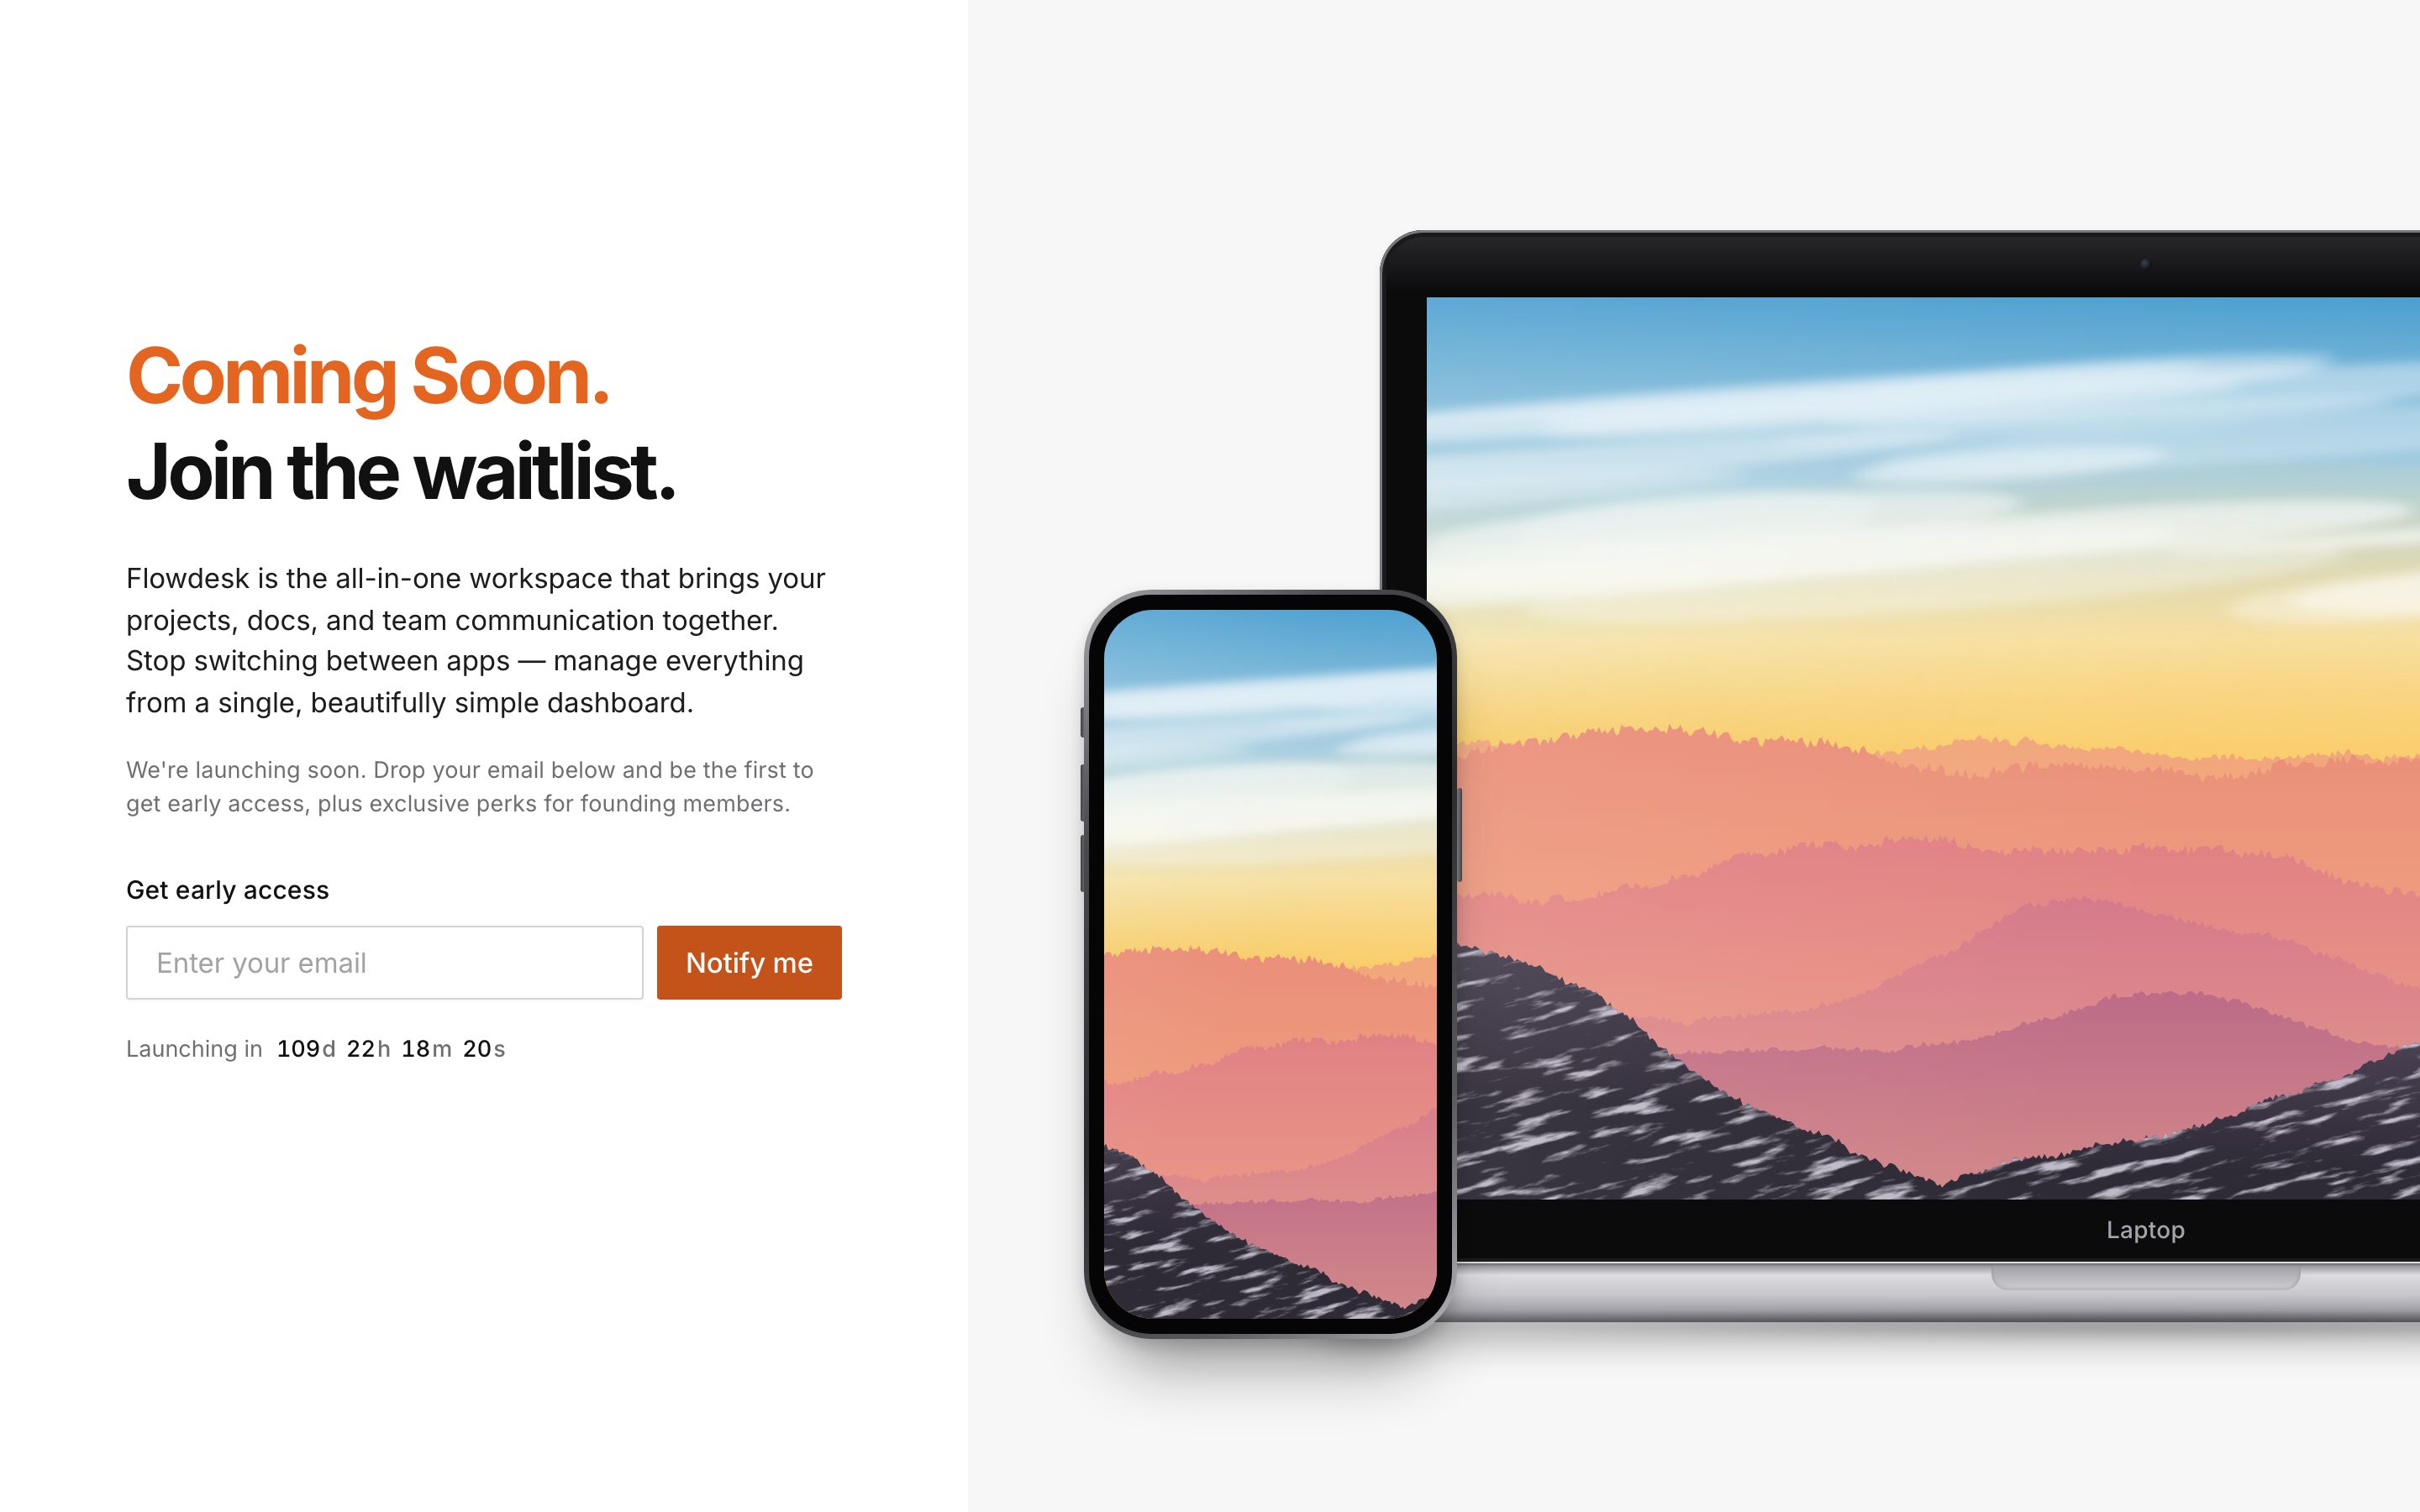 Coming Soon.
Join the waitlist.
Flowdesk is the all-in-one workspace that brings your
projects, docs, and team communication together.
Stop switching between apps — manage everything
from a single, beautifully simple dashboard.
We're launching soon. Drop your email below and be the first to
get early access, plus exclusive perks for founding members.
Get early access
Enter your email
Notify me
Launching in 109d 22h 18m 20s
Laptop